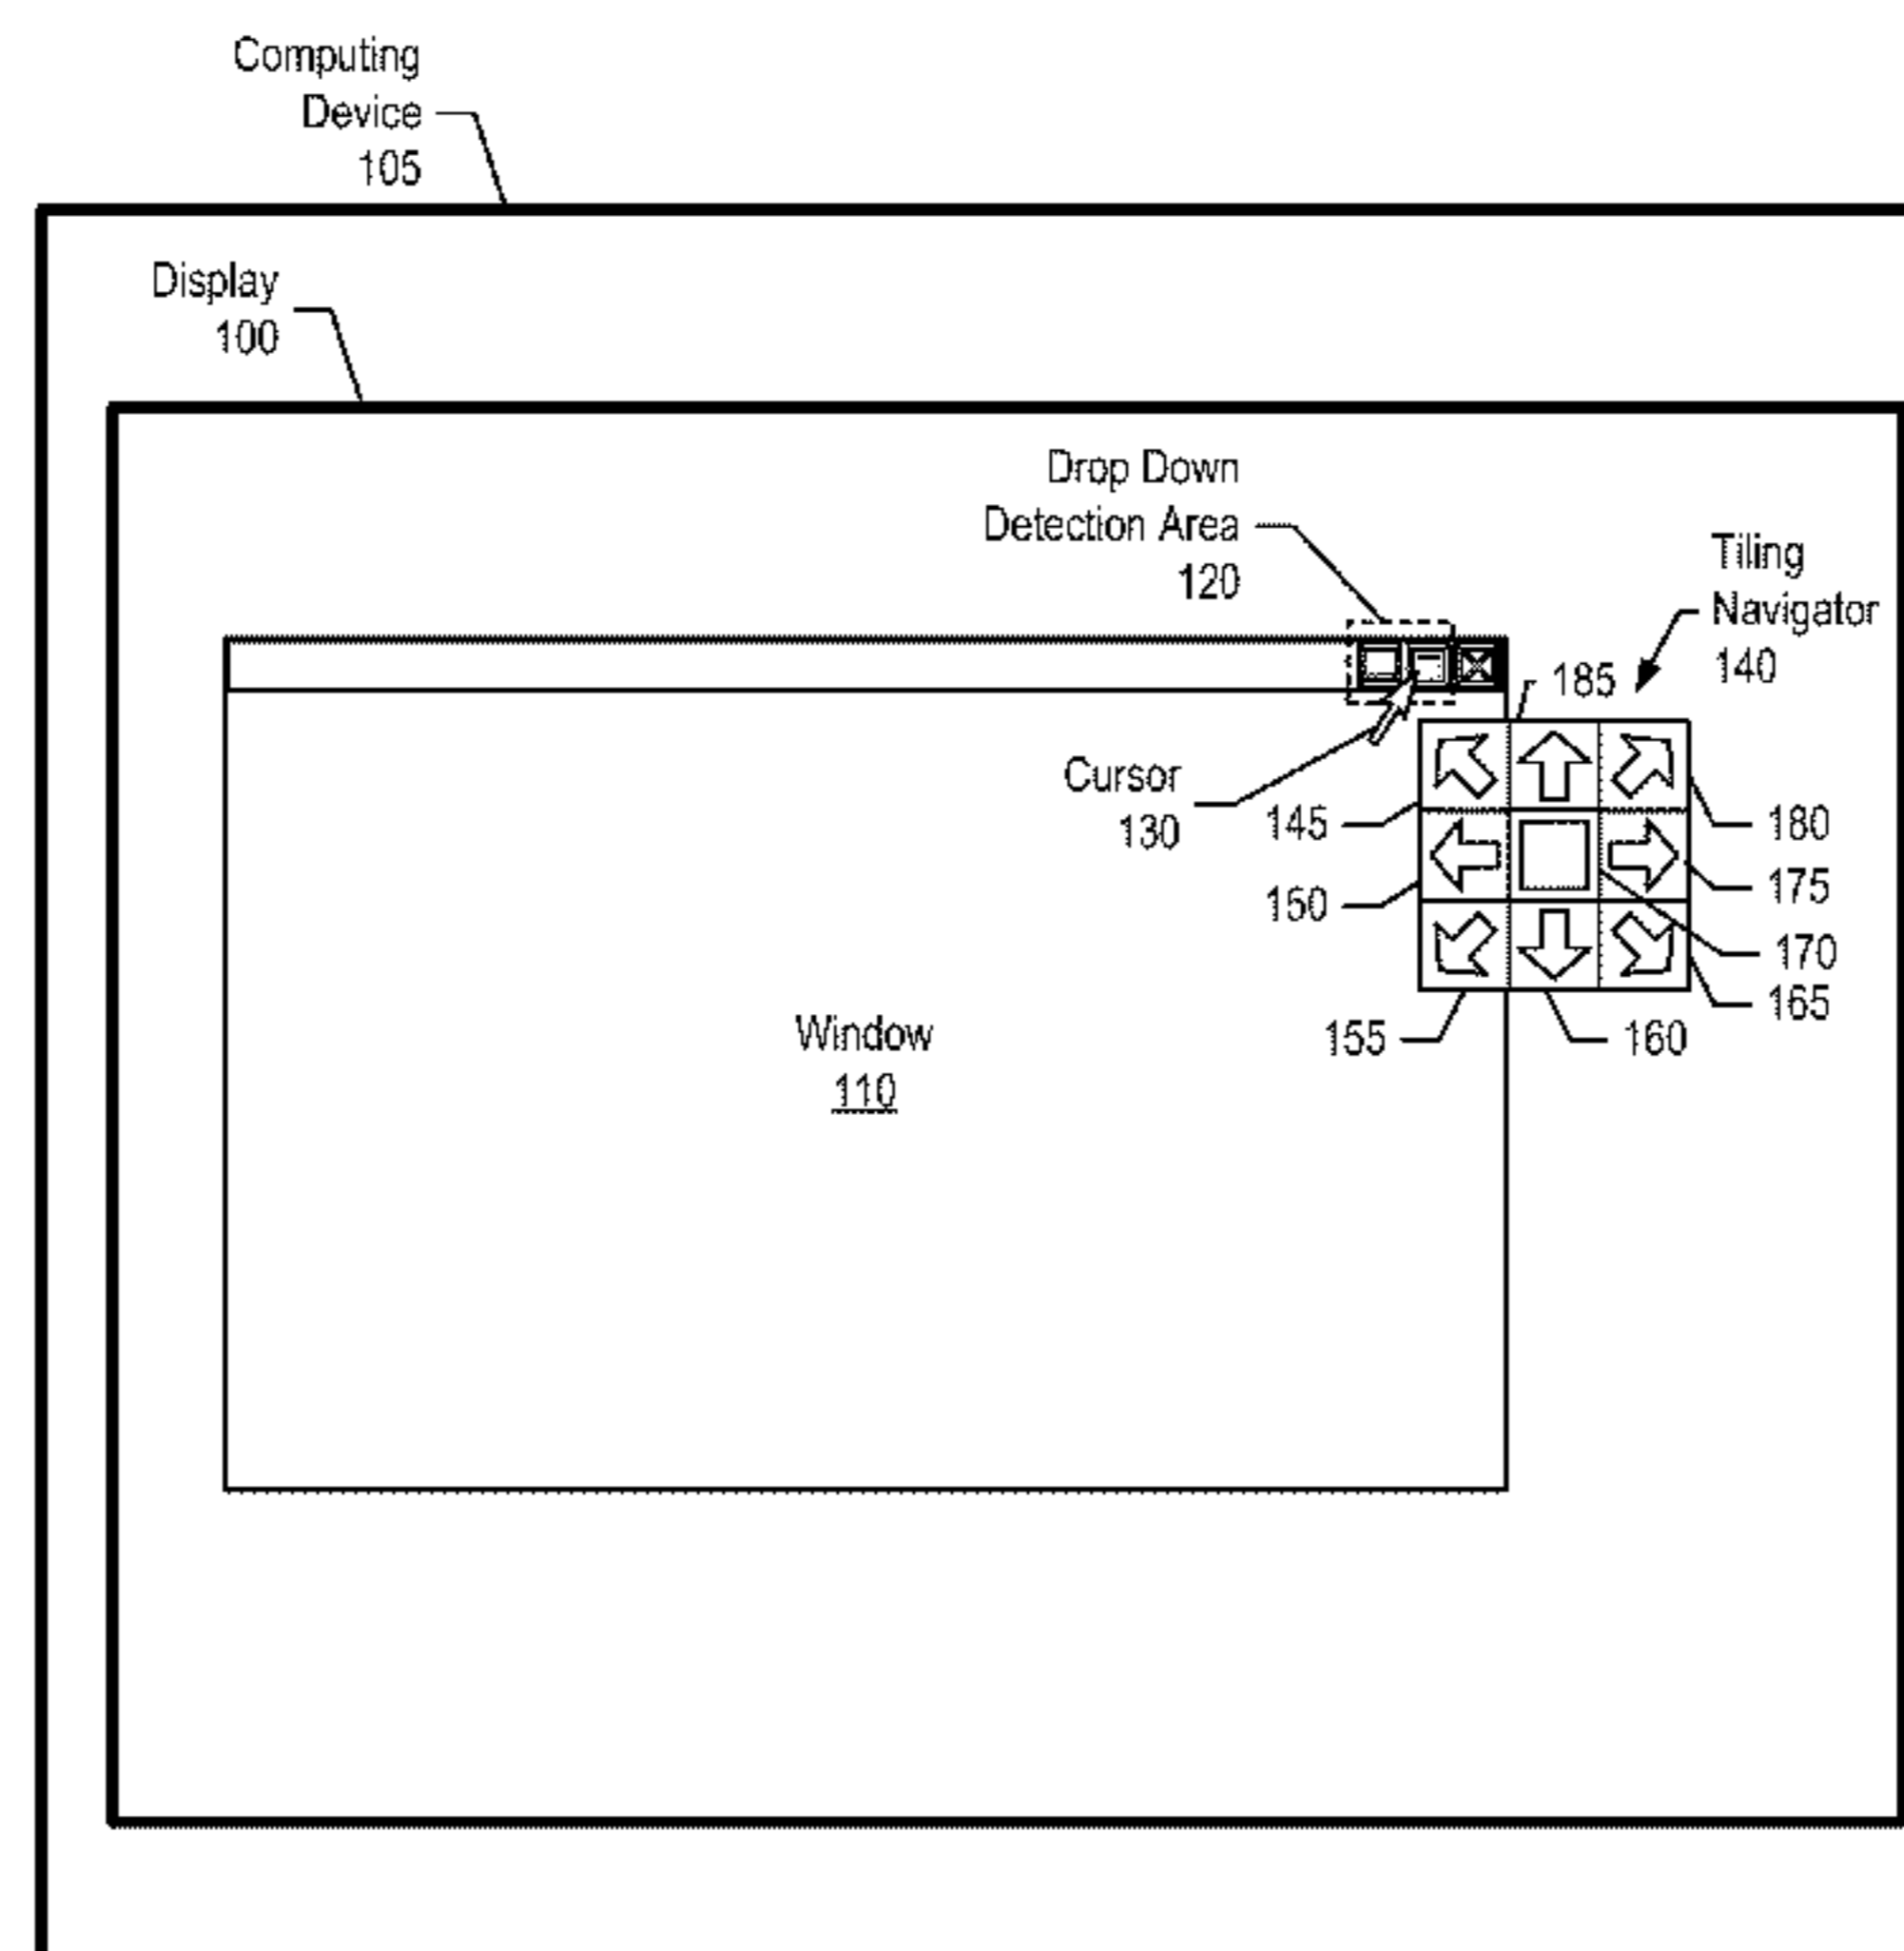 Computing
Device
105
Display
100
Drop Down
Detection Area
120
Tiling
Navigator
140
185
Cursor
130
145
180
150
175
170
165
155
160
Window
110